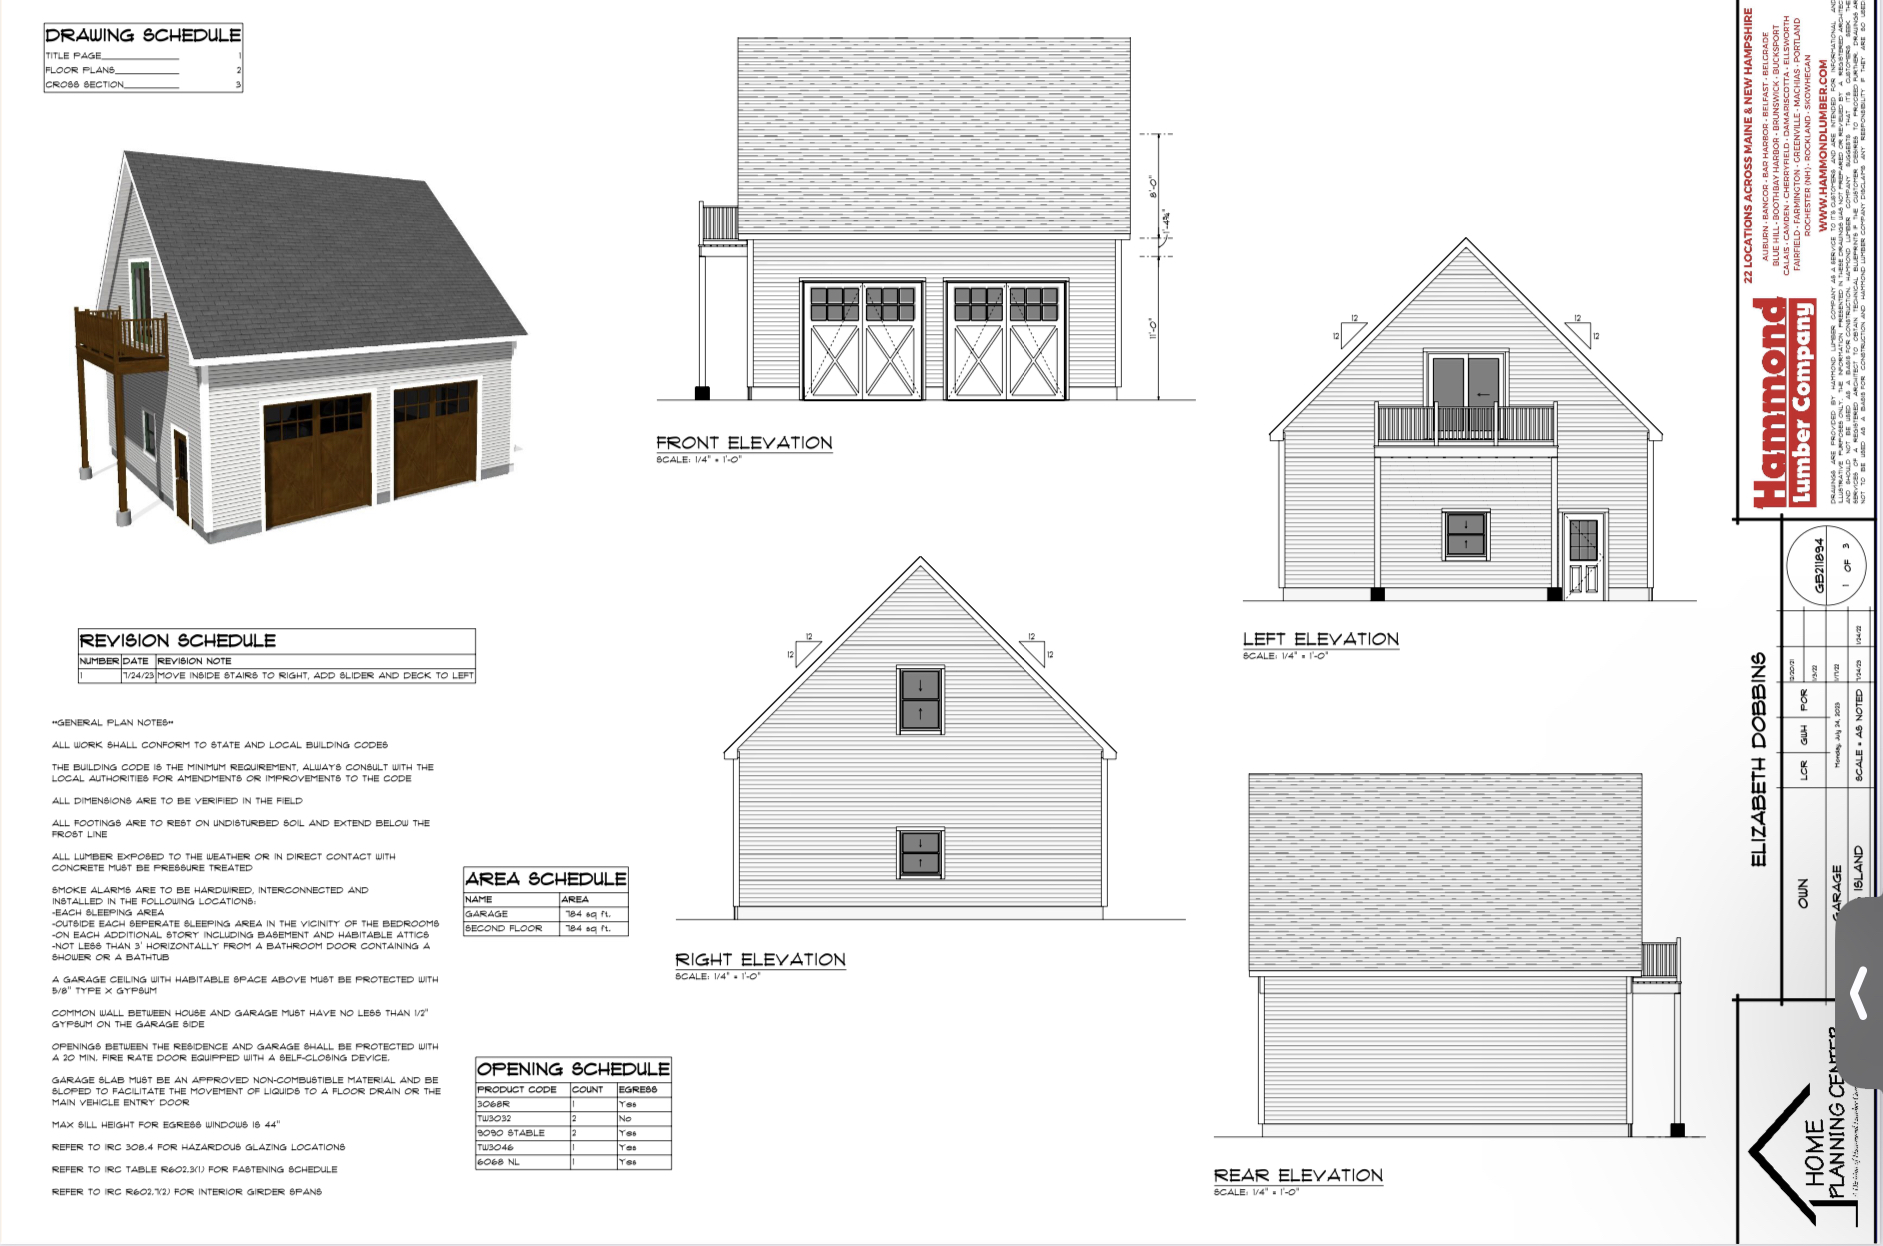 DRAWING SCHEDULE
TITLE PAGE 1
FLOOR PLANS 2
CROSS SECTION 3
8'-0"
1'-4¾"
11'-0"
FRONT ELEVATION
SCALE: 1/4" = 1'-0"
12
12
12
12
LEFT ELEVATION
SCALE: 1/4" = 1'-0"
REVISION SCHEDULE
NUMBER DATE REVISION NOTE
1 7/24/23 MOVE INSIDE STAIRS TO RIGHT, ADD SLIDER AND DECK TO LEFT
12
12
12
12
RIGHT ELEVATION
SCALE: 1/4" = 1'-0"
**GENERAL PLAN NOTES**
ALL WORK SHALL CONFORM TO STATE AND LOCAL BUILDING CODES
THE BUILDING CODE IS THE MINIMUM REQUIREMENT, ALWAYS CONSULT WITH THE
LOCAL AUTHORITIES FOR AMENDMENTS OR IMPROVEMENTS TO THE CODE
ALL DIMENSIONS ARE TO BE VERIFIED IN THE FIELD
ALL FOOTINGS ARE TO REST ON UNDISTURBED SOIL AND EXTEND BELOW THE
FROST LINE
ALL LUMBER EXPOSED TO THE WEATHER OR IN DIRECT CONTACT WITH
CONCRETE MUST BE PRESSURE TREATED
SMOKE ALARMS ARE TO BE HARDWIRED, INTERCONNECTED AND
INSTALLED IN THE FOLLOWING LOCATIONS:
-EACH SLEEPING AREA
-OUTSIDE EACH SEPERATE SLEEPING AREA IN THE VICINITY OF THE BEDROOMS
-ON EACH ADDITIONAL STORY INCLUDING BASEMENT AND HABITABLE ATTICS
-NOT LESS THAN 3' HORIZONTALLY FROM A BATHROOM DOOR CONTAINING A
SHOWER OR A BATHTUB
A GARAGE CEILING WITH HABITABLE SPACE ABOVE MUST BE PROTECTED WITH
5/8" TYPE X GYPSUM
COMMON WALL BETWEEN HOUSE AND GARAGE MUST HAVE NO LESS THAN 1/2"
GYPSUM ON THE GARAGE SIDE
OPENINGS BETWEEN THE RESIDENCE AND GARAGE SHALL BE PROTECTED WITH
A 20 MIN. FIRE RATE DOOR EQUIPPED WITH A SELF-CLOSING DEVICE.
GARAGE SLAB MUST BE AN APPROVED NON-COMBUSTIBLE MATERIAL AND BE
SLOPED TO FACILITATE THE MOVEMENT OF LIQUIDS TO A FLOOR DRAIN OR THE
MAIN VEHICLE ENTRY DOOR
MAX SILL HEIGHT FOR EGRESS WINDOWS IS 44"
REFER TO IRC 308.4 FOR HAZARDOUS GLAZING LOCATIONS
REFER TO IRC TABLE R602.3(1) FOR FASTENING SCHEDULE
REFER TO IRC R602.7(2) FOR INTERIOR GIRDER SPANS
AREA SCHEDULE
NAME AREA
GARAGE 784 sq ft.
SECOND FLOOR 784 sq ft.
OPENING SCHEDULE
PRODUCT CODE COUNT EGRESS
3068R 1 Yes
TW3032 2 No
9090 STABLE 2 Yes
TW3046 1 Yes
6068 NL 1 Yes
REAR ELEVATION
SCALE: 1/4" = 1'-0"
22 LOCATIONS ACROSS MAINE & NEW HAMPSHIRE
AUBURN · BANGOR · BAR HARBOR · BELFAST · BELGRADE
BLUE HILL · BOOTHBAY HARBOR · BRUNSWICK · BUCKSPORT
CALAIS · CAMDEN · CHERRYFIELD · DAMARISCOTTA · ELLSWORTH
FAIRFIELD · FARMINGTON · GREENVILLE · MACHIAS · PORTLAND
ROCHESTER (NH) · ROCKLAND · SKOWHEGAN
WWW.HAMMONDLUMBER.COM
Hammond
Lumber Company
GB211894
1 OF 3
ELIZABETH DOBBINS
12/20/21
1/3/22
1/17/22
1/24/22
7/24/23
LCR GWH POR
Monday, July 24, 2023
SCALE = AS NOTED
OWN
GARAGE
ISLAND
HOME
PLANNING CENTER